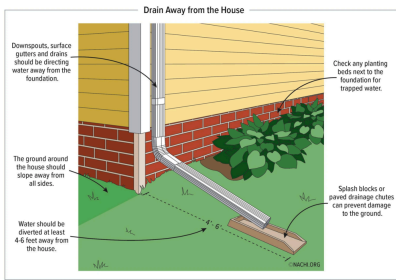 Drain Away from the House
Downspouts, surface
gutters and drains
should be directing
water away from the
foundation.
Check any planting
beds next to the
foundation for
trapped water.
The ground around
the house should
slope away from
all sides.
Splash blocks or
paved drainage chutes
can prevent damage
to the ground.
Water should be
diverted at least
4-6 feet away from
the house.
4' - 6'
©NACHI.ORG